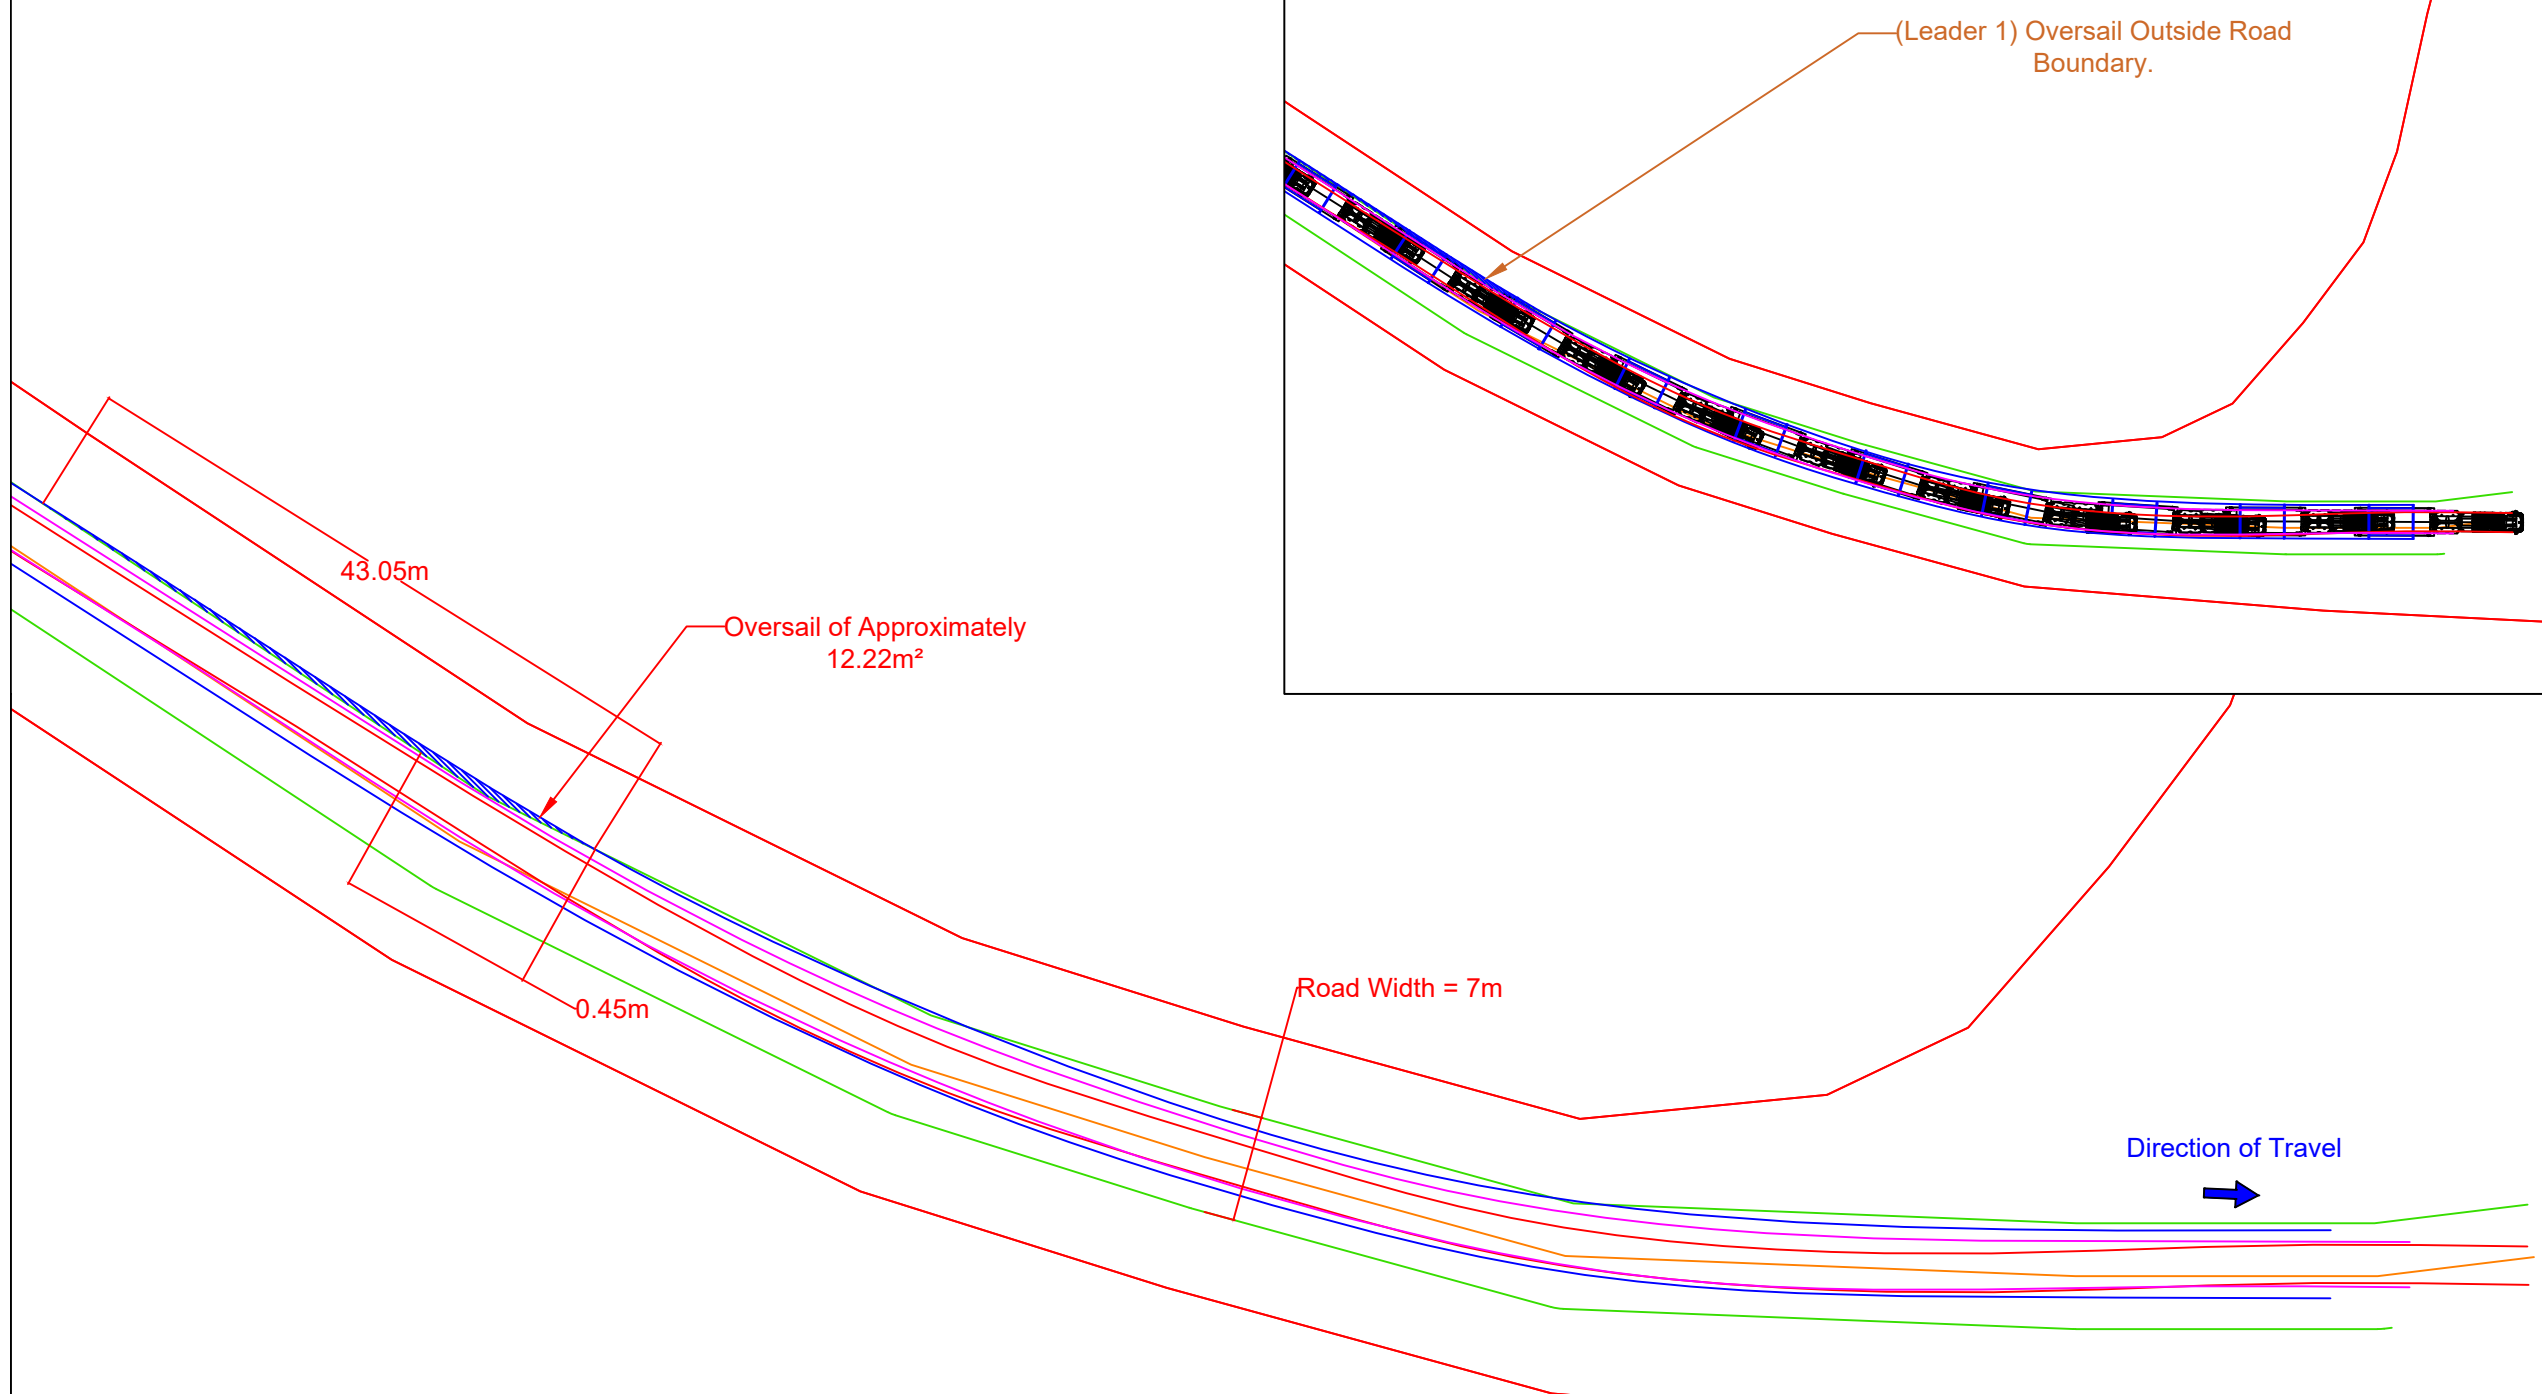 (Leader 1) Oversail Outside Road
Boundary.
43.05m
Oversail of Approximately
12.22m²
Road Width = 7m
0.45m
Direction of Travel